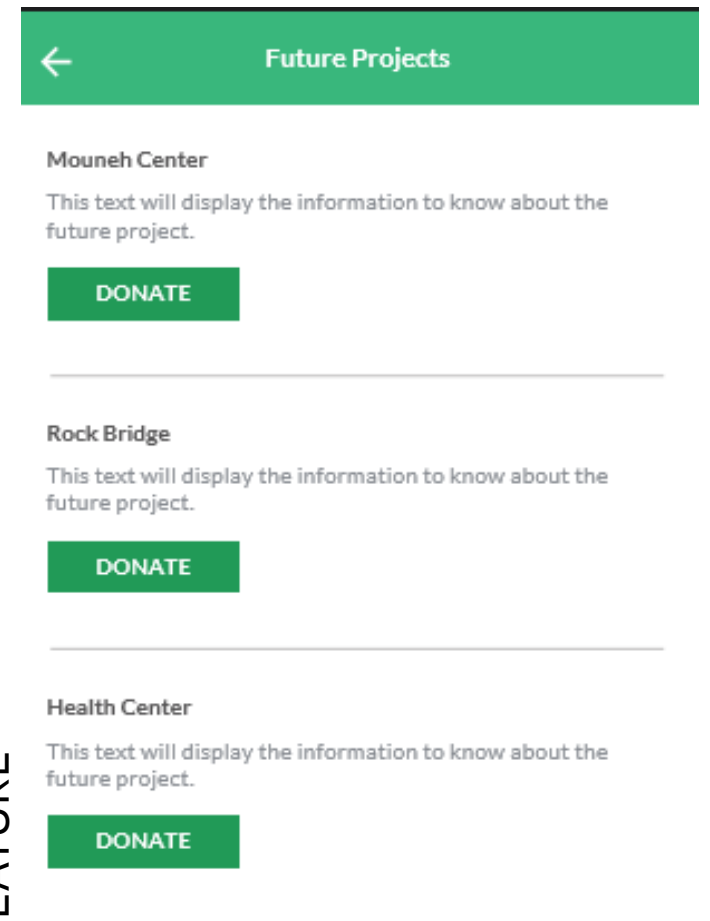 Future Projects
Mouneh Center
This text will display the information to know about the
future project.
DONATE
Rock Bridge
This text will display the information to know about the
future project.
DONATE
Health Center
This text will display the information to know about the
future project.
DONATE